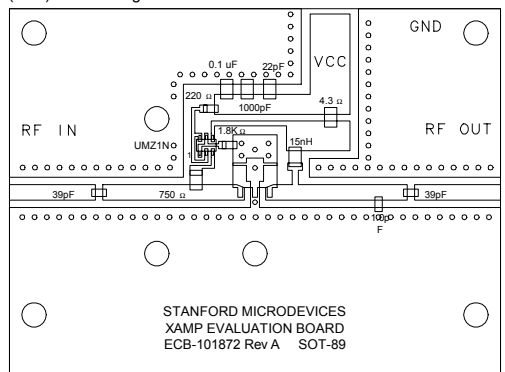 GND
0.1 uF 22pF
VCC
220 Ω 1000pF
4.3 Ω
RF IN
RF OUT
1.8K Ω
UMZ1N
15nH
39pF 750 Ω
39pF
F
STANFORD MICRODEVICES
XAMP EVALUATION BOARD
ECB-101872 Rev A SOT-89